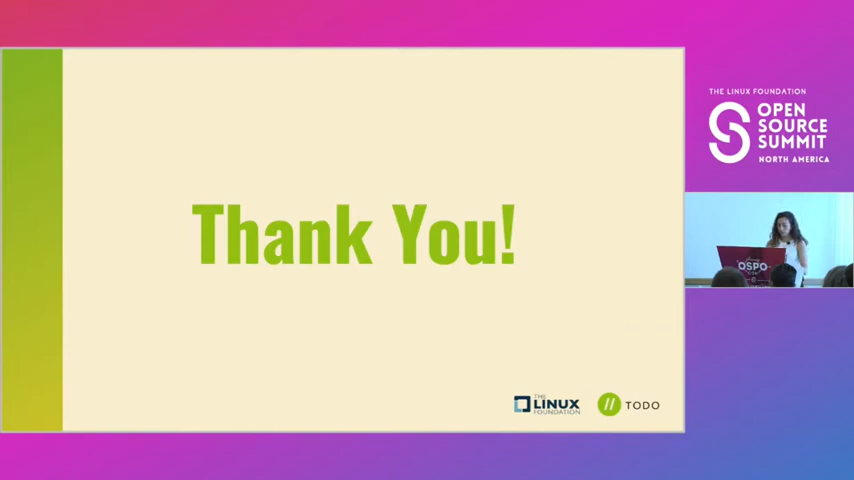 Thank You!
THE
LINUX
FOUNDATION
// TODO
THE LINUX FOUNDATION
OPEN
SOURCE
SUMMIT
NORTH AMERICA
OSPO